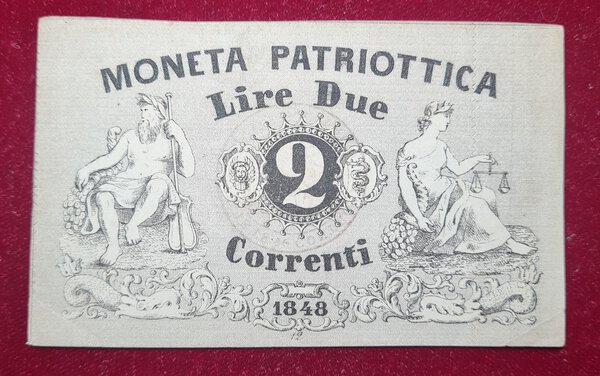 MONETA PATRIOTTICA
Lire Due
2
Correnti
1848